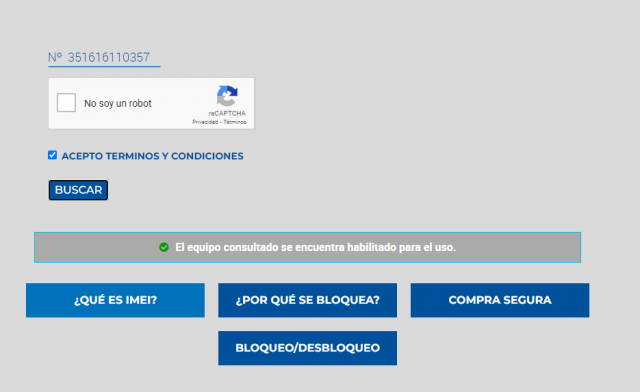 Nº 351616110357
No soy un robot
reCAPTCHA
Privacidad - Términos
ACEPTO TERMINOS Y CONDICIONES
BUSCAR
El equipo consultado se encuentra habilitado para el uso.
¿QUÉ ES IMEI?
¿POR QUÉ SE BLOQUEA?
COMPRA SEGURA
BLOQUEO/DESBLOQUEO